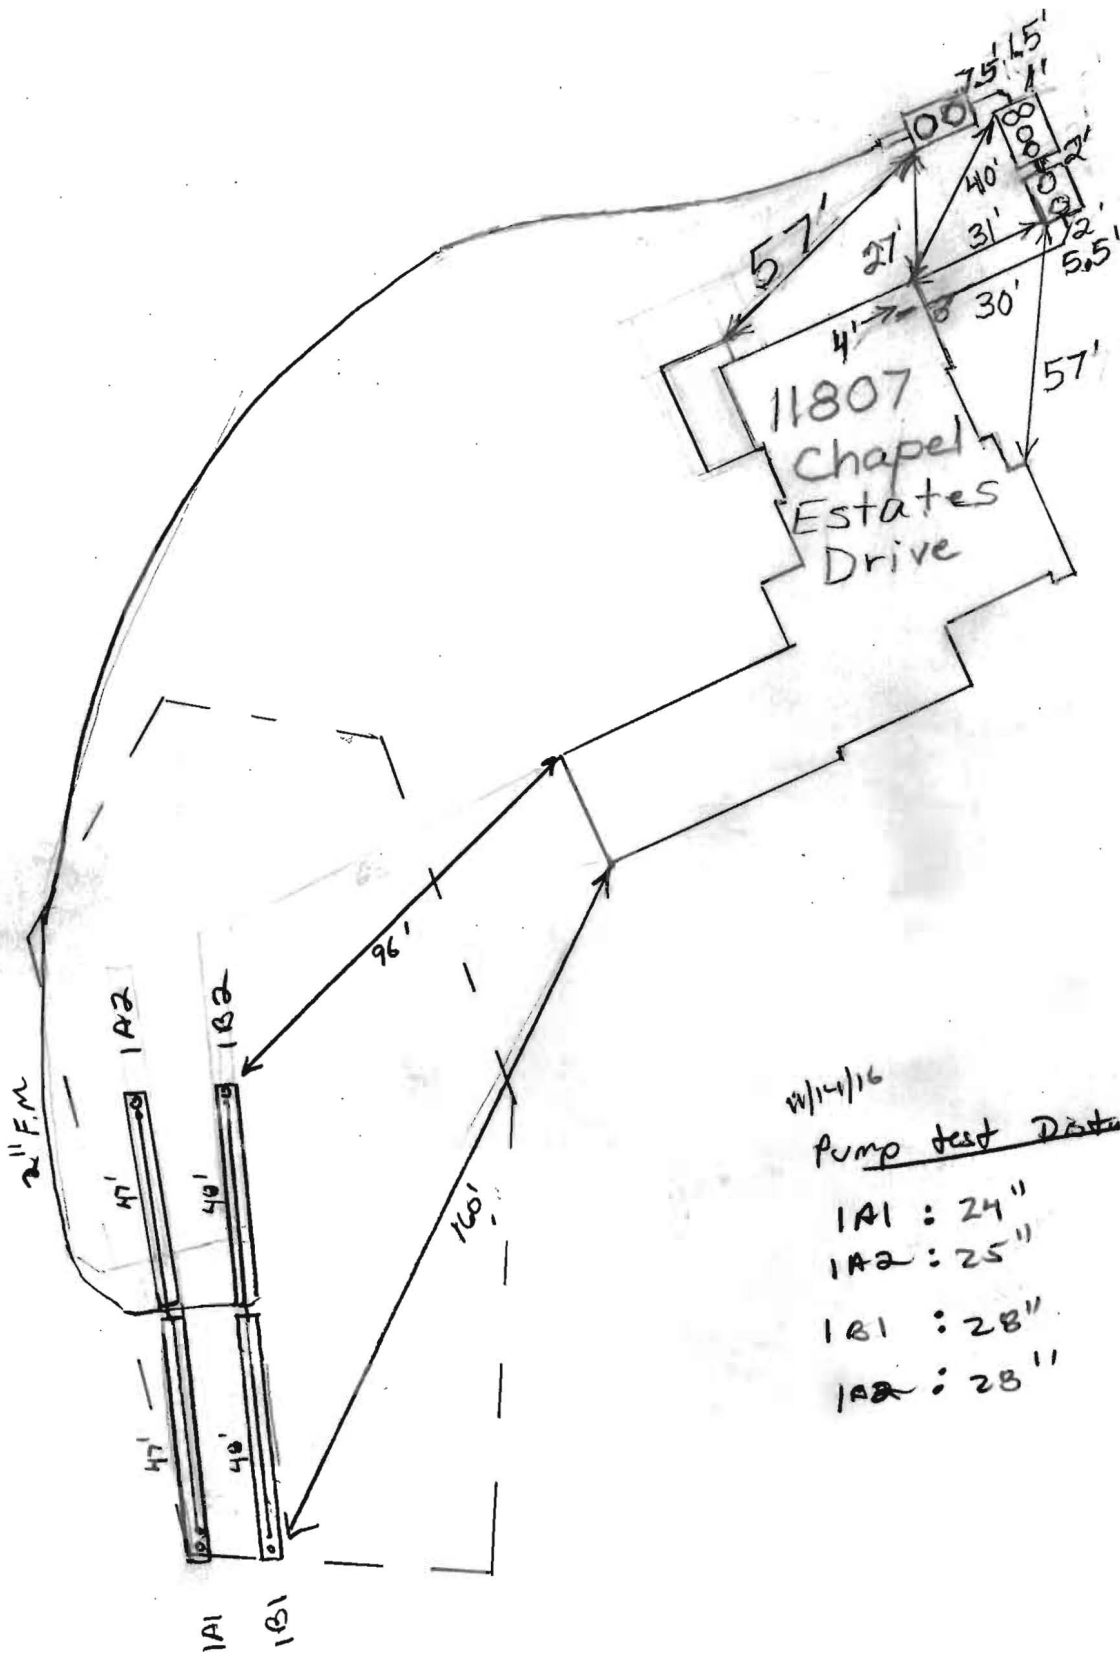 7.5' 1.5'
1'
2'
40'
57'
27'
31'
2'
5.5'
30'
4'
57'
11807
Chapel
Estates
Drive
96'
1A2
1B2
2" F.M
47'
48'
160'
Pump test
1A1 : 24"
1A2 : 25"
1B1 : 28"
1A2 : 28"
47'
48'
1A1
1B1